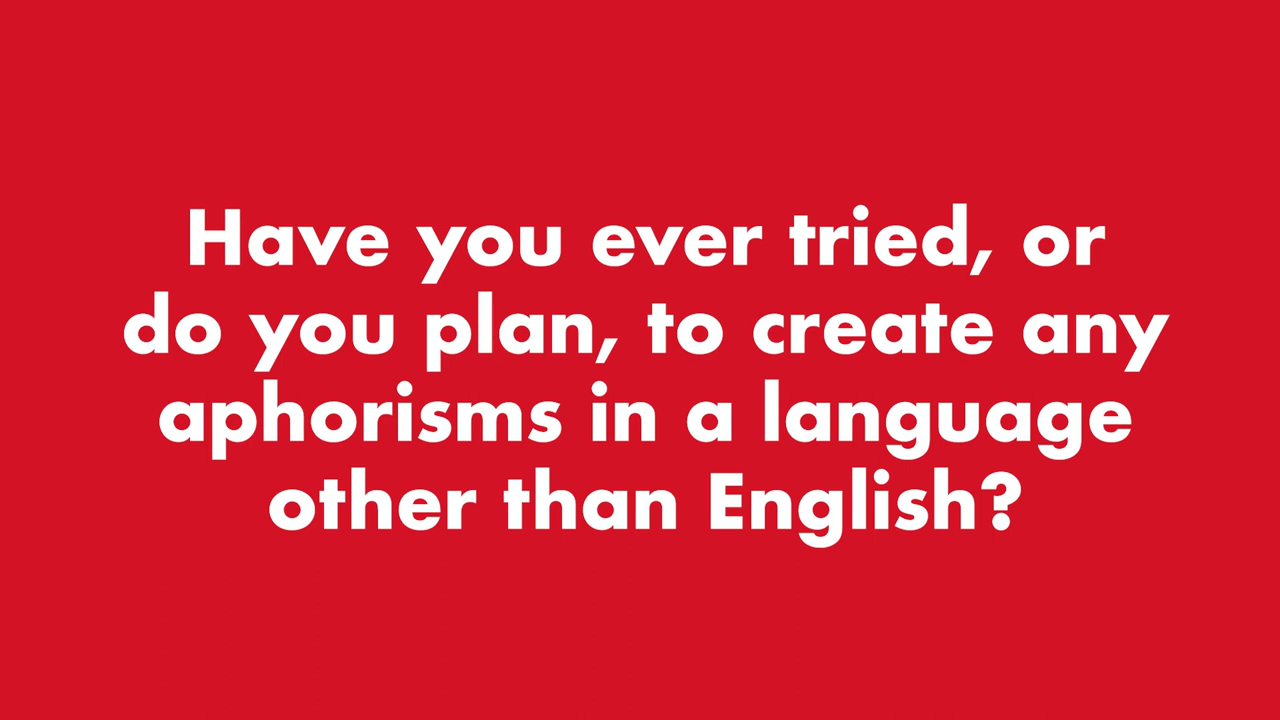 Have you ever tried, or
do you plan, to create any
aphorisms in a language
other than English?